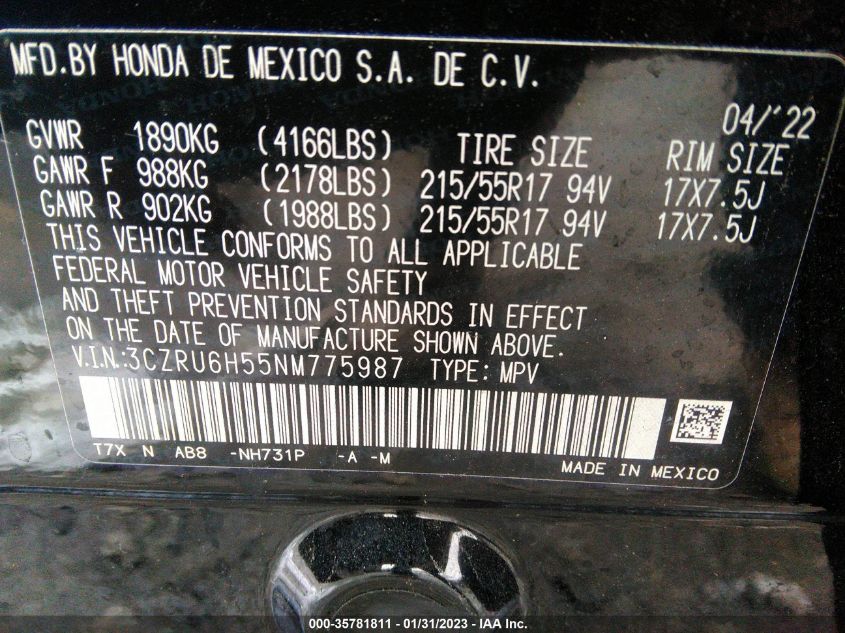 MFD.BY HONDA DE MEXICO S.A. DE C.V.
04/'22
GVWR 1890KG (4166LBS) TIRE SIZE RIM SIZE
GAWR F 988KG (2178LBS) 215/55R17 94V 17X7.5J
GAWR R 902KG (1988LBS) 215/55R17 94V 17X7.5J
THIS VEHICLE CONFORMS TO ALL APPLICABLE
FEDERAL MOTOR VEHICLE SAFETY
AND THEFT PREVENTION STANDARDS IN EFFECT
ON THE DATE OF MANUFACTURE SHOWN ABOVE.
V.I.N.:3CZRU6H55NM775987 TYPE: MPV
T7X N AB8 -NH731P -A -M
MADE IN MEXICO
000-35781811 - 01/31/2023 - IAA Inc.